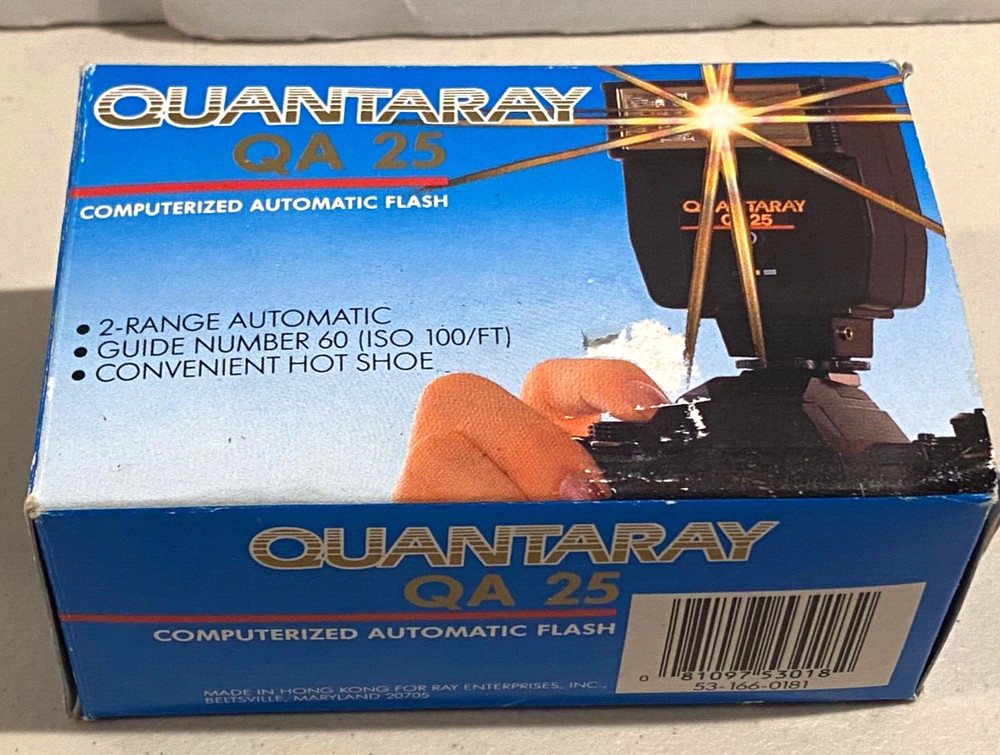 QUANTARAY
QA 25
COMPUTERIZED AUTOMATIC FLASH
QUANTARAY
25
• 2-RANGE AUTOMATIC
• GUIDE NUMBER 60 (ISO 100/FT)
• CONVENIENT HOT SHOE
QUANTARAY
QA 25
COMPUTERIZED AUTOMATIC FLASH
MADE IN HONG KONG FOR RAY ENTERPRISES, INC.,
BELTSVILLE, MARYLAND 20705
0 81097 53018
53-166-0181